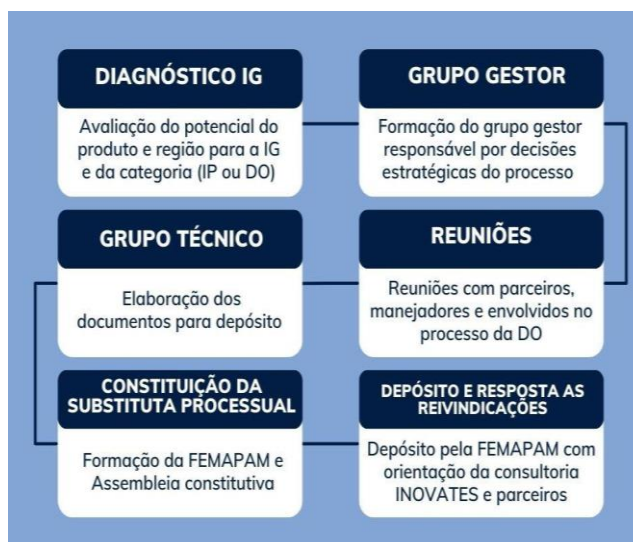 DIAGNÓSTICO IG
Avaliação do potencial do
produto e região para a IG
e da categoria (IP ou DO)
GRUPO GESTOR
Formação do grupo gestor
responsável por decisões
estratégicas do processo
REUNIÕES
Reuniões com parceiros,
manejadores e envolvidos no
processo da DO
GRUPO TÉCNICO
Elaboração dos
documentos para depósito
CONSTITUIÇÃO DA
SUBSTITUTA PROCESSUAL
Formação da FEMAPAM e
Assembleia constitutiva
DEPÓSITO E RESPOSTA AS
REIVINDICAÇÕES
Depósito pela FEMAPAM com
orientação da consultoria
INOVATES e parceiros